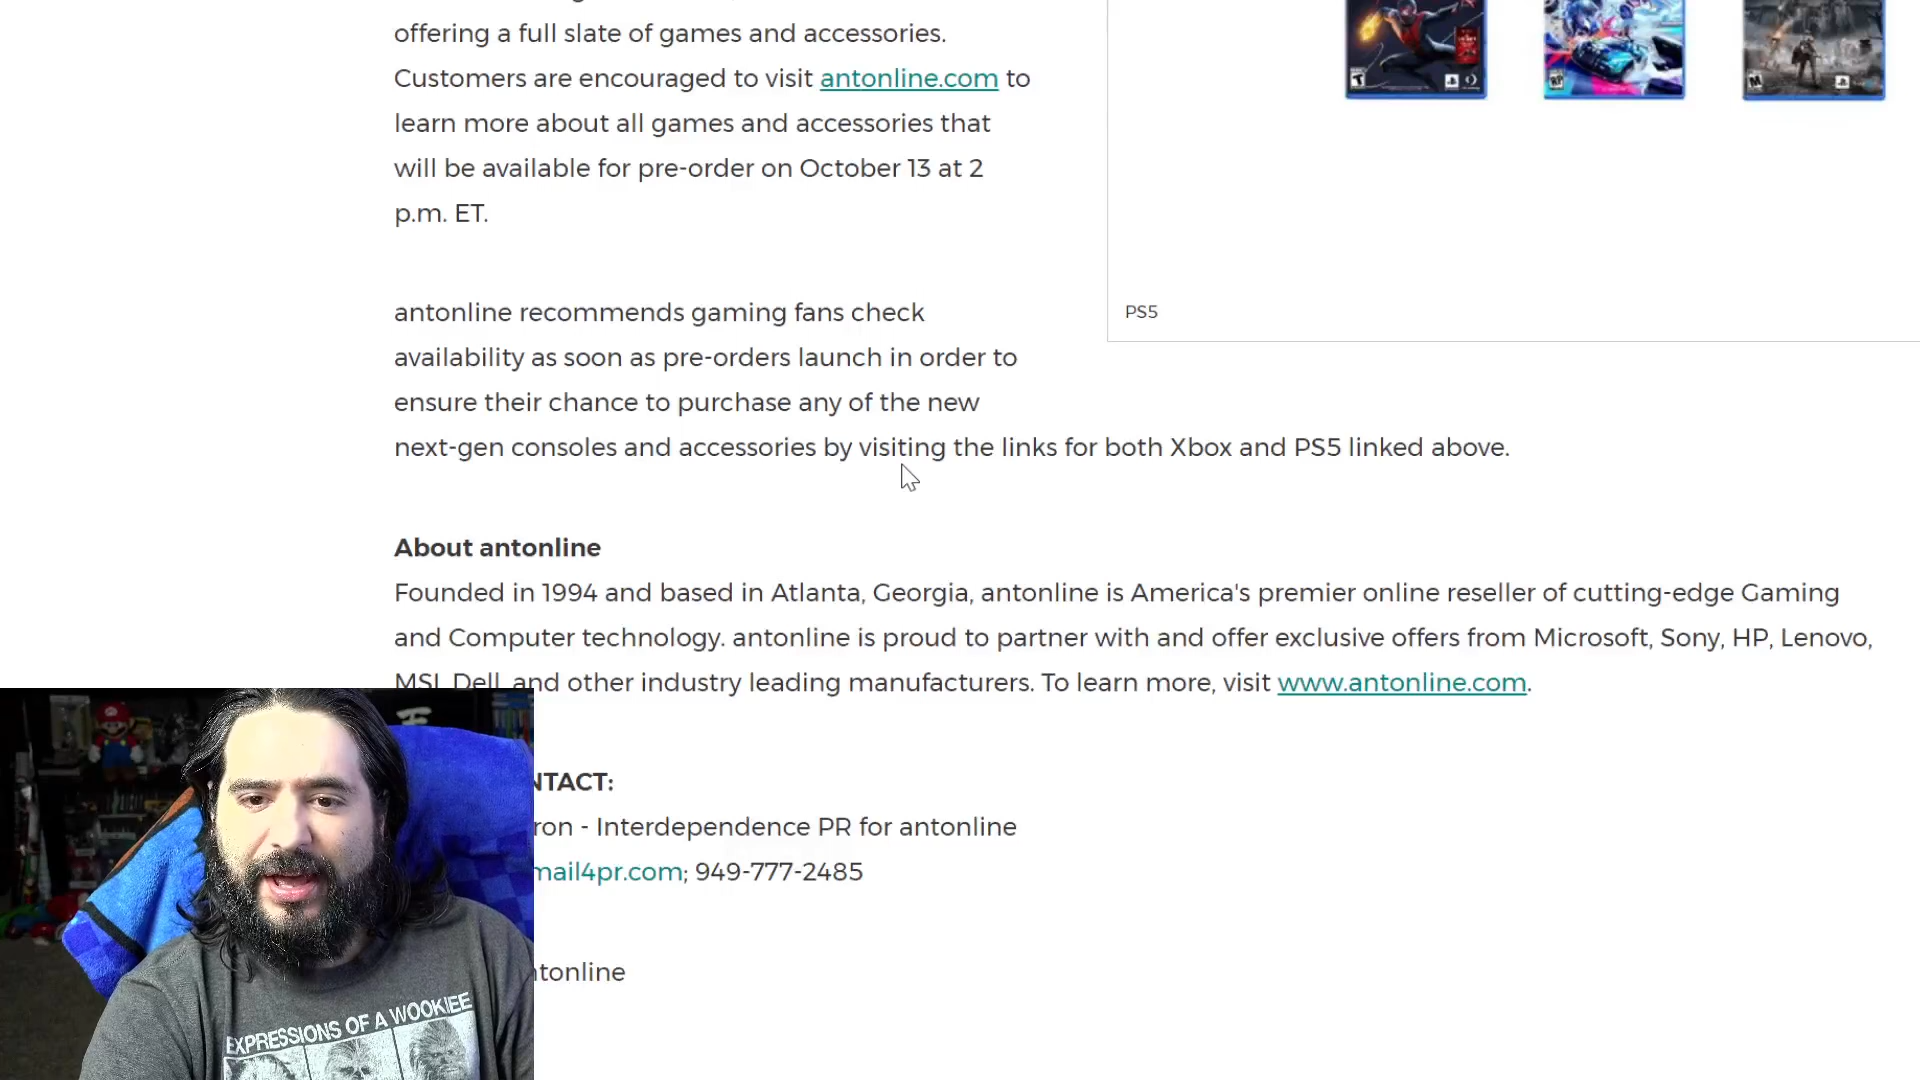 offering a full slate of games and accessories.
Customers are encouraged to visit antonline.com to
learn more about all games and accessories that
will be available for pre-order on October 13 at 2
p.m. ET.
antonline recommends gaming fans check
availability as soon as pre-orders launch in order to
ensure their chance to purchase any of the new
next-gen consoles and accessories by visiting the links for both Xbox and PS5 linked above.
PS5
About antonline
Founded in 1994 and based in Atlanta, Georgia, antonline is America's premier online reseller of cutting-edge Gaming
and Computer technology. antonline is proud to partner with and offer exclusive offers from Microsoft, Sony, HP, Lenovo,
MSI, Dell, and other industry leading manufacturers. To learn more, visit www.antonline.com.
NTACT:
ron - Interdependence PR for antonline
mail4pr.com; 949-777-2485
ntonline
EXPRESSIONS OF A WOOKIEE